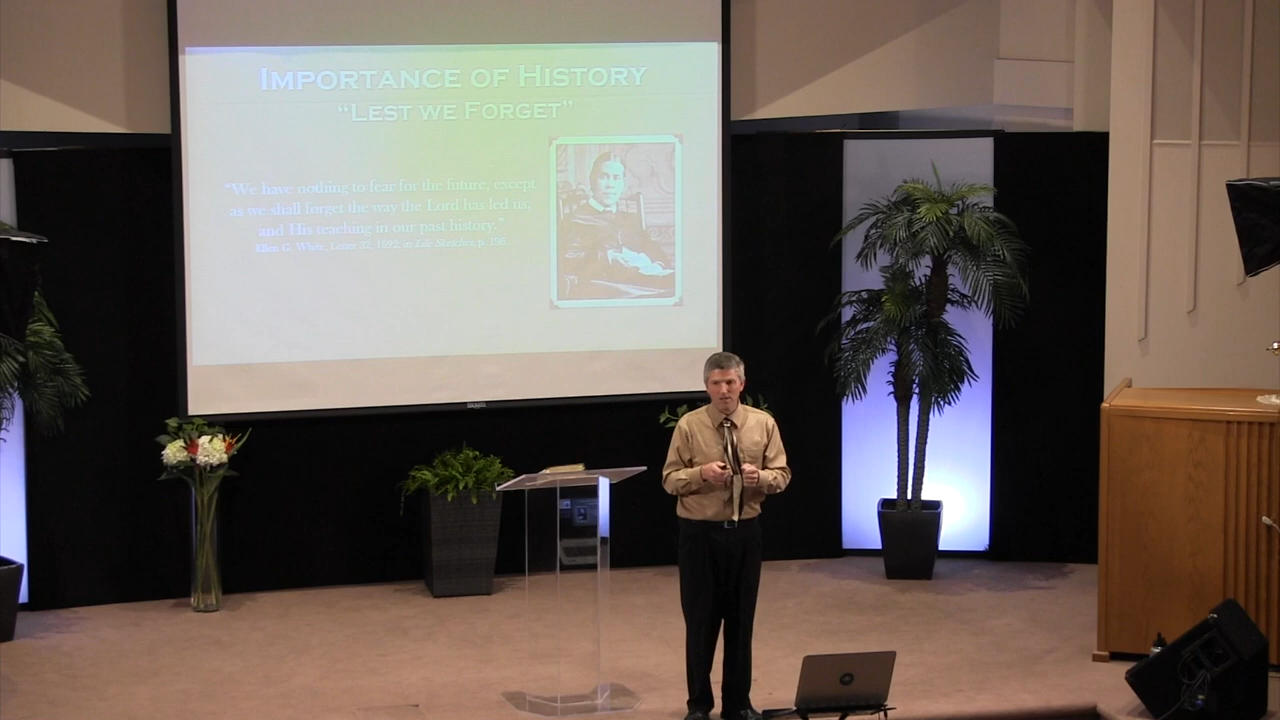 IMPORTANCE OF HISTORY
“LEST WE FORGET”
“We have nothing to fear for the future, except
as we shall forget the way the Lord has led us,
and His teaching in our past history.”
Ellen G. White, Letter 32, 1892; in Life Sketches, p. 196